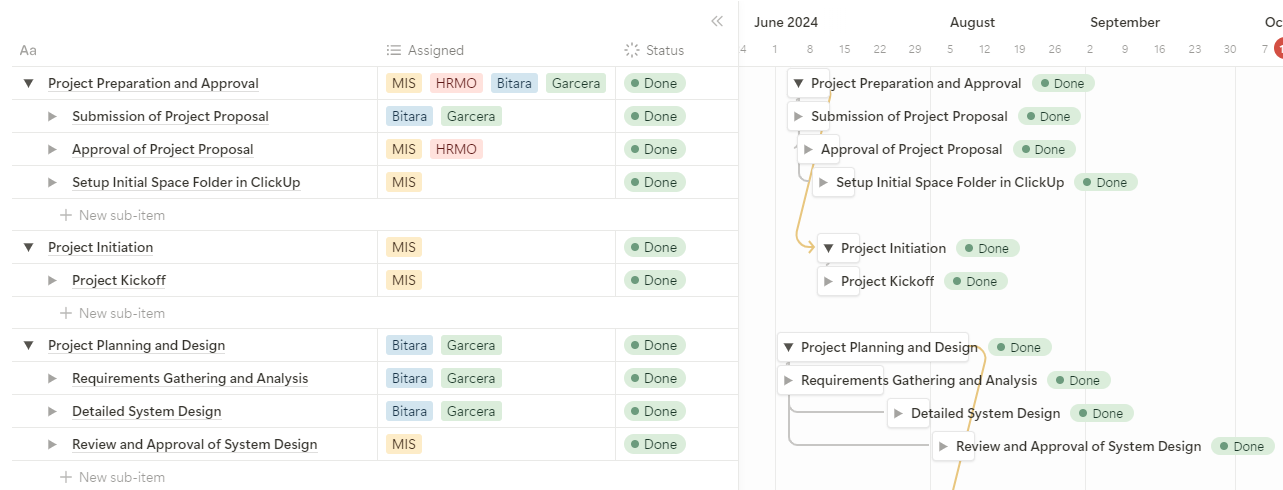 June 2024 August September Oc
Aa Assigned Status 4 1 8 15 22 29 5 12 19 26 2 9 16 23 30 7 1
Project Preparation and Approval MIS HRMO Bitara Garcera Done Project Preparation and Approval Done
Submission of Project Proposal Bitara Garcera Done Submission of Project Proposal Done
Approval of Project Proposal MIS HRMO Done Approval of Project Proposal Done
Setup Initial Space Folder in ClickUp MIS Done Setup Initial Space Folder in ClickUp Done
New sub-item
Project Initiation MIS Done Project Initiation Done
Project Kickoff MIS Done Project Kickoff Done
New sub-item
Project Planning and Design Bitara Garcera Done Project Planning and Design Done
Requirements Gathering and Analysis Bitara Garcera Done Requirements Gathering and Analysis Done
Detailed System Design Bitara Garcera Done Detailed System Design Done
Review and Approval of System Design MIS Done Review and Approval of System Design Done
New sub-item